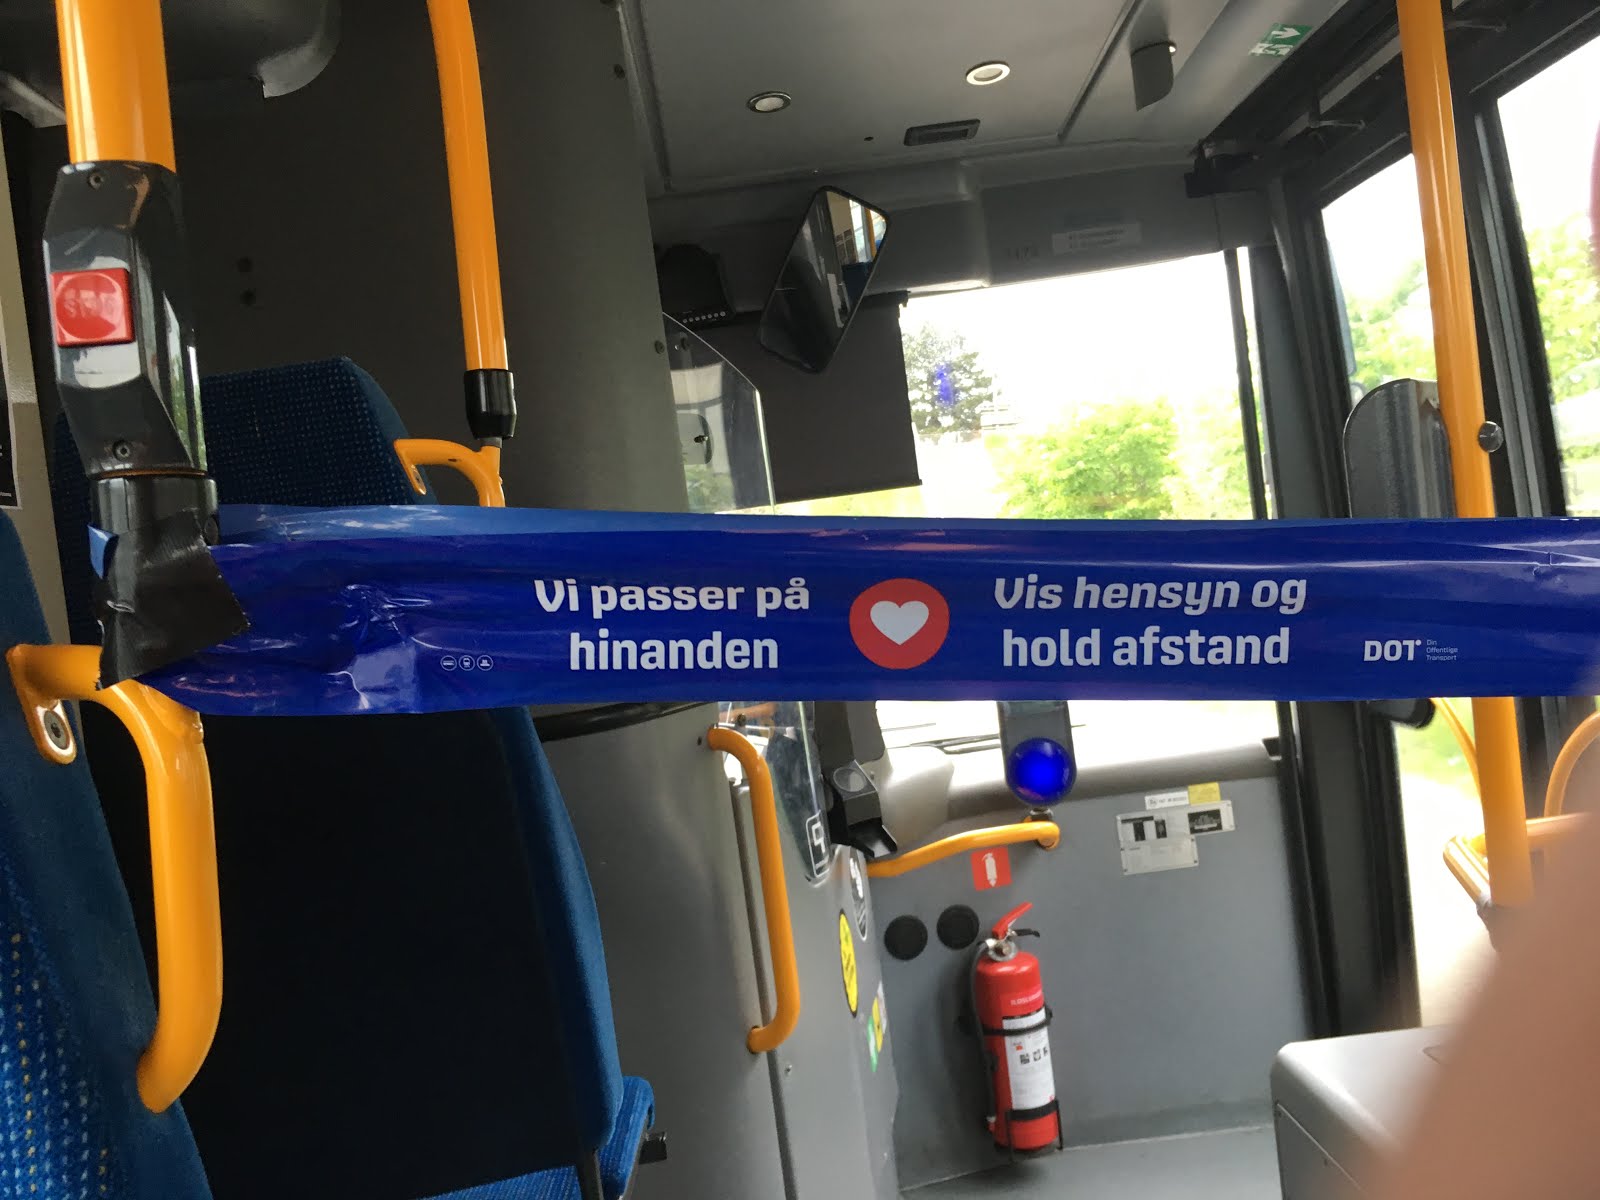 STOP
Vi passer på
hinanden
Vis hensyn og
hold afstand
DOT
Din
Offentlige
Transport